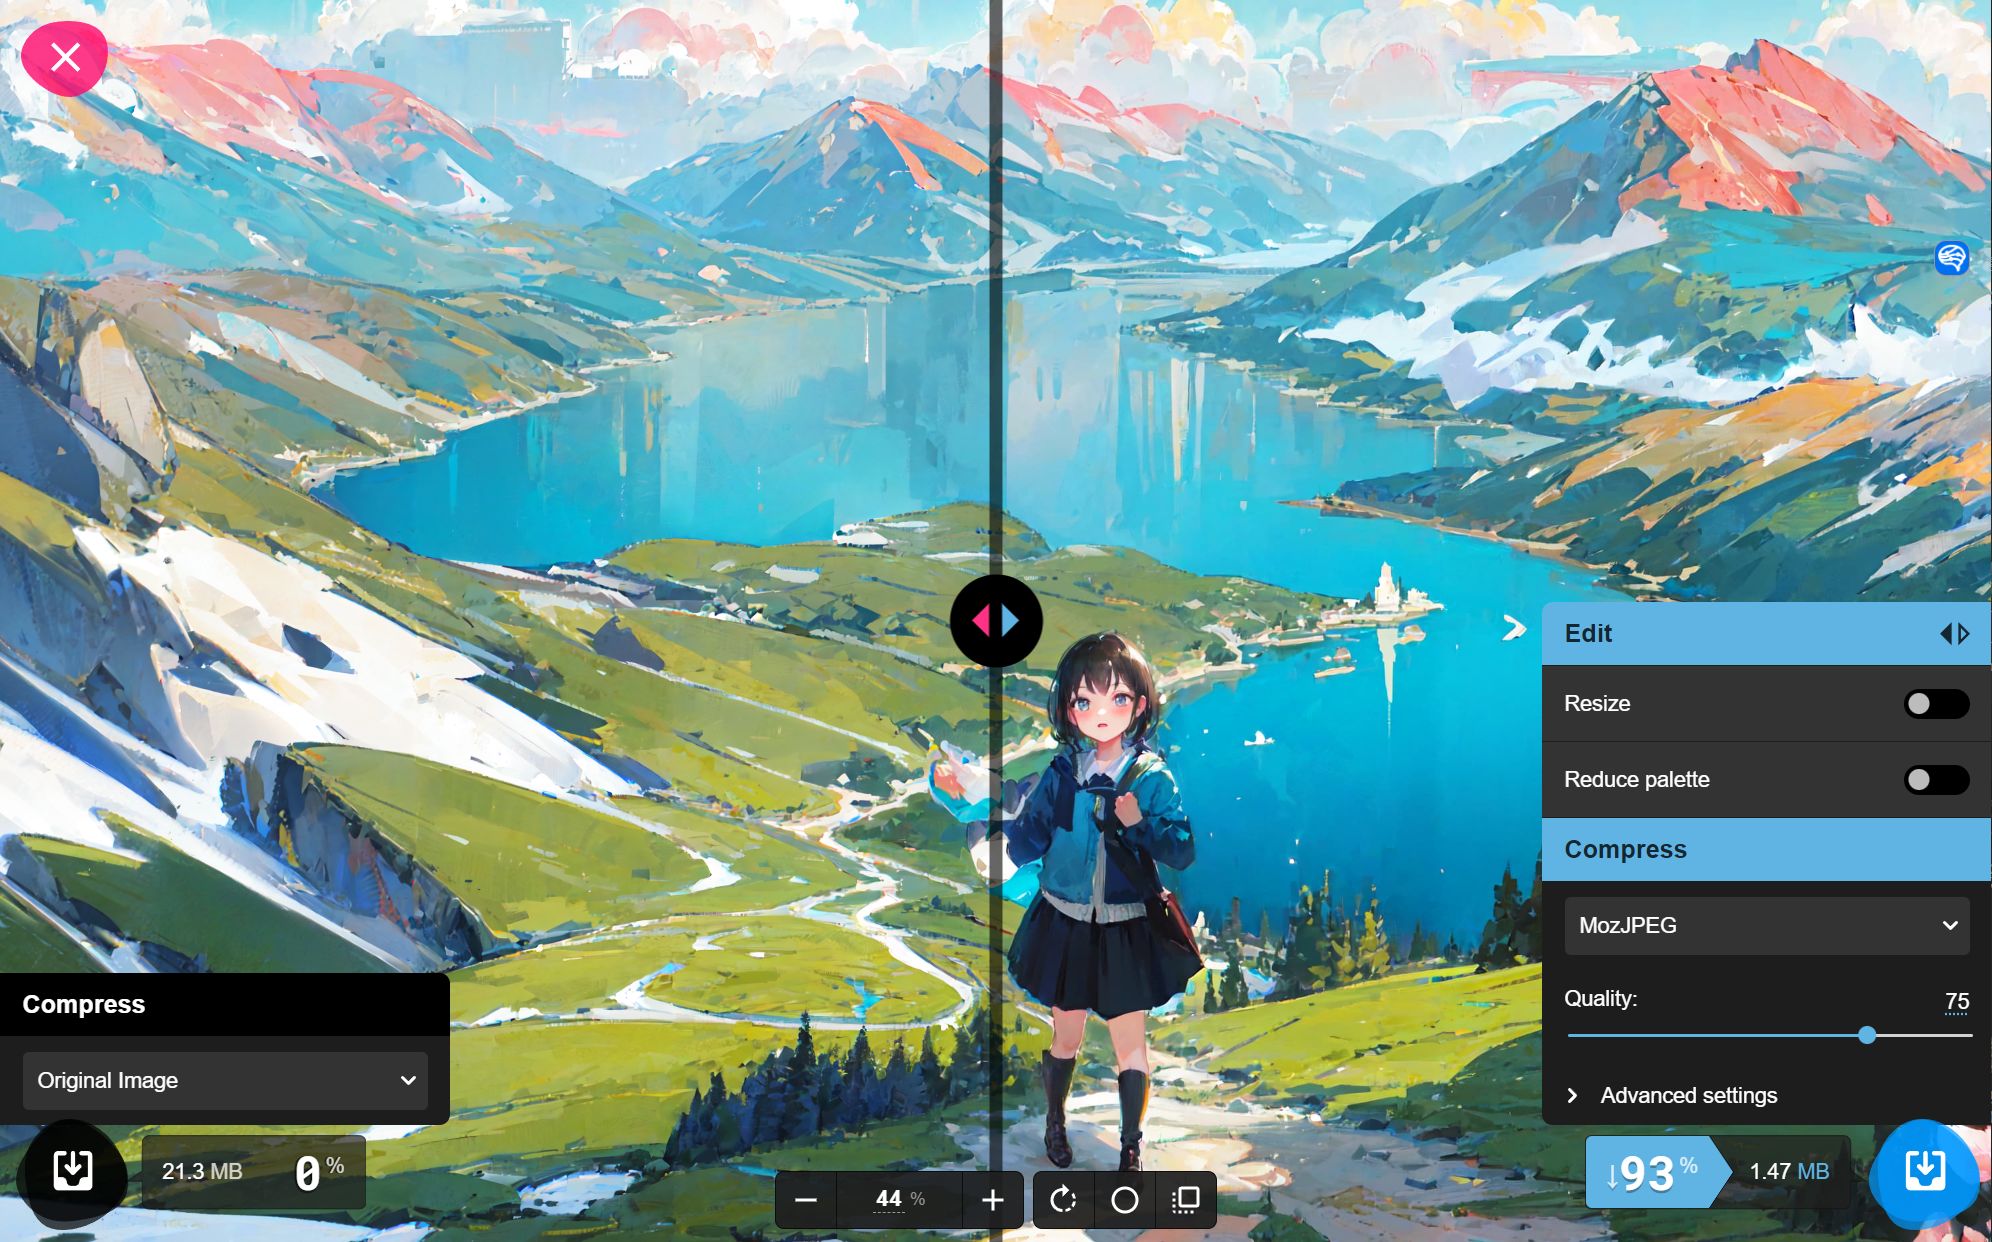 Edit
Resize
Reduce palette
Compress
MozJPEG
Quality: 75
Advanced settings
Compress
Original Image
21.3 MB 0 %
44 %
↓93 % 1.47 MB